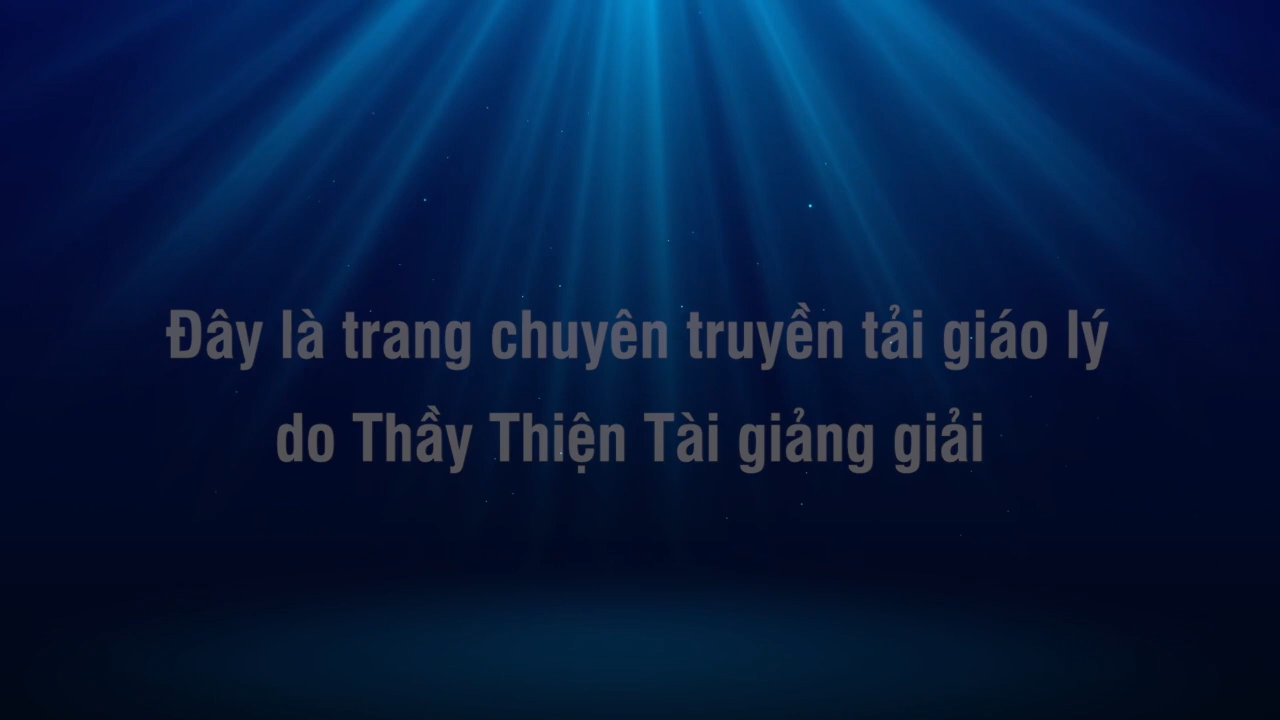 Đây là trang chuyên truyền tải giáo lý
do Thầy Thiện Tài giảng giải